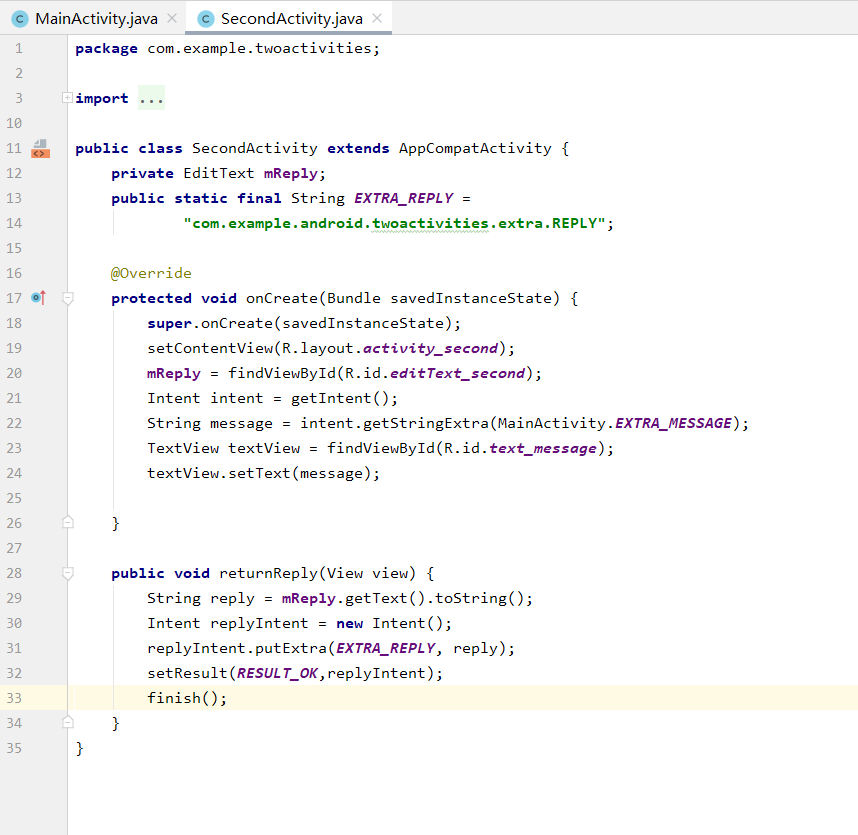 MainActivity.java SecondActivity.java
1 package com.example.twoactivities;
2
3 import ...
10
11 public class SecondActivity extends AppCompatActivity {
12 private EditText mReply;
13 public static final String EXTRA_REPLY =
14 "com.example.android.twoactivities.extra.REPLY";
15
16 @Override
17 protected void onCreate(Bundle savedInstanceState) {
18 super.onCreate(savedInstanceState);
19 setContentView(R.layout.activity_second);
20 mReply = findViewById(R.id.editText_second);
21 Intent intent = getIntent();
22 String message = intent.getStringExtra(MainActivity.EXTRA_MESSAGE);
23 TextView textView = findViewById(R.id.text_message);
24 textView.setText(message);
25
26 }
27
28 public void returnReply(View view) {
29 String reply = mReply.getText().toString();
30 Intent replyIntent = new Intent();
31 replyIntent.putExtra(EXTRA_REPLY, reply);
32 setResult(RESULT_OK,replyIntent);
33 finish();
34 }
35 }